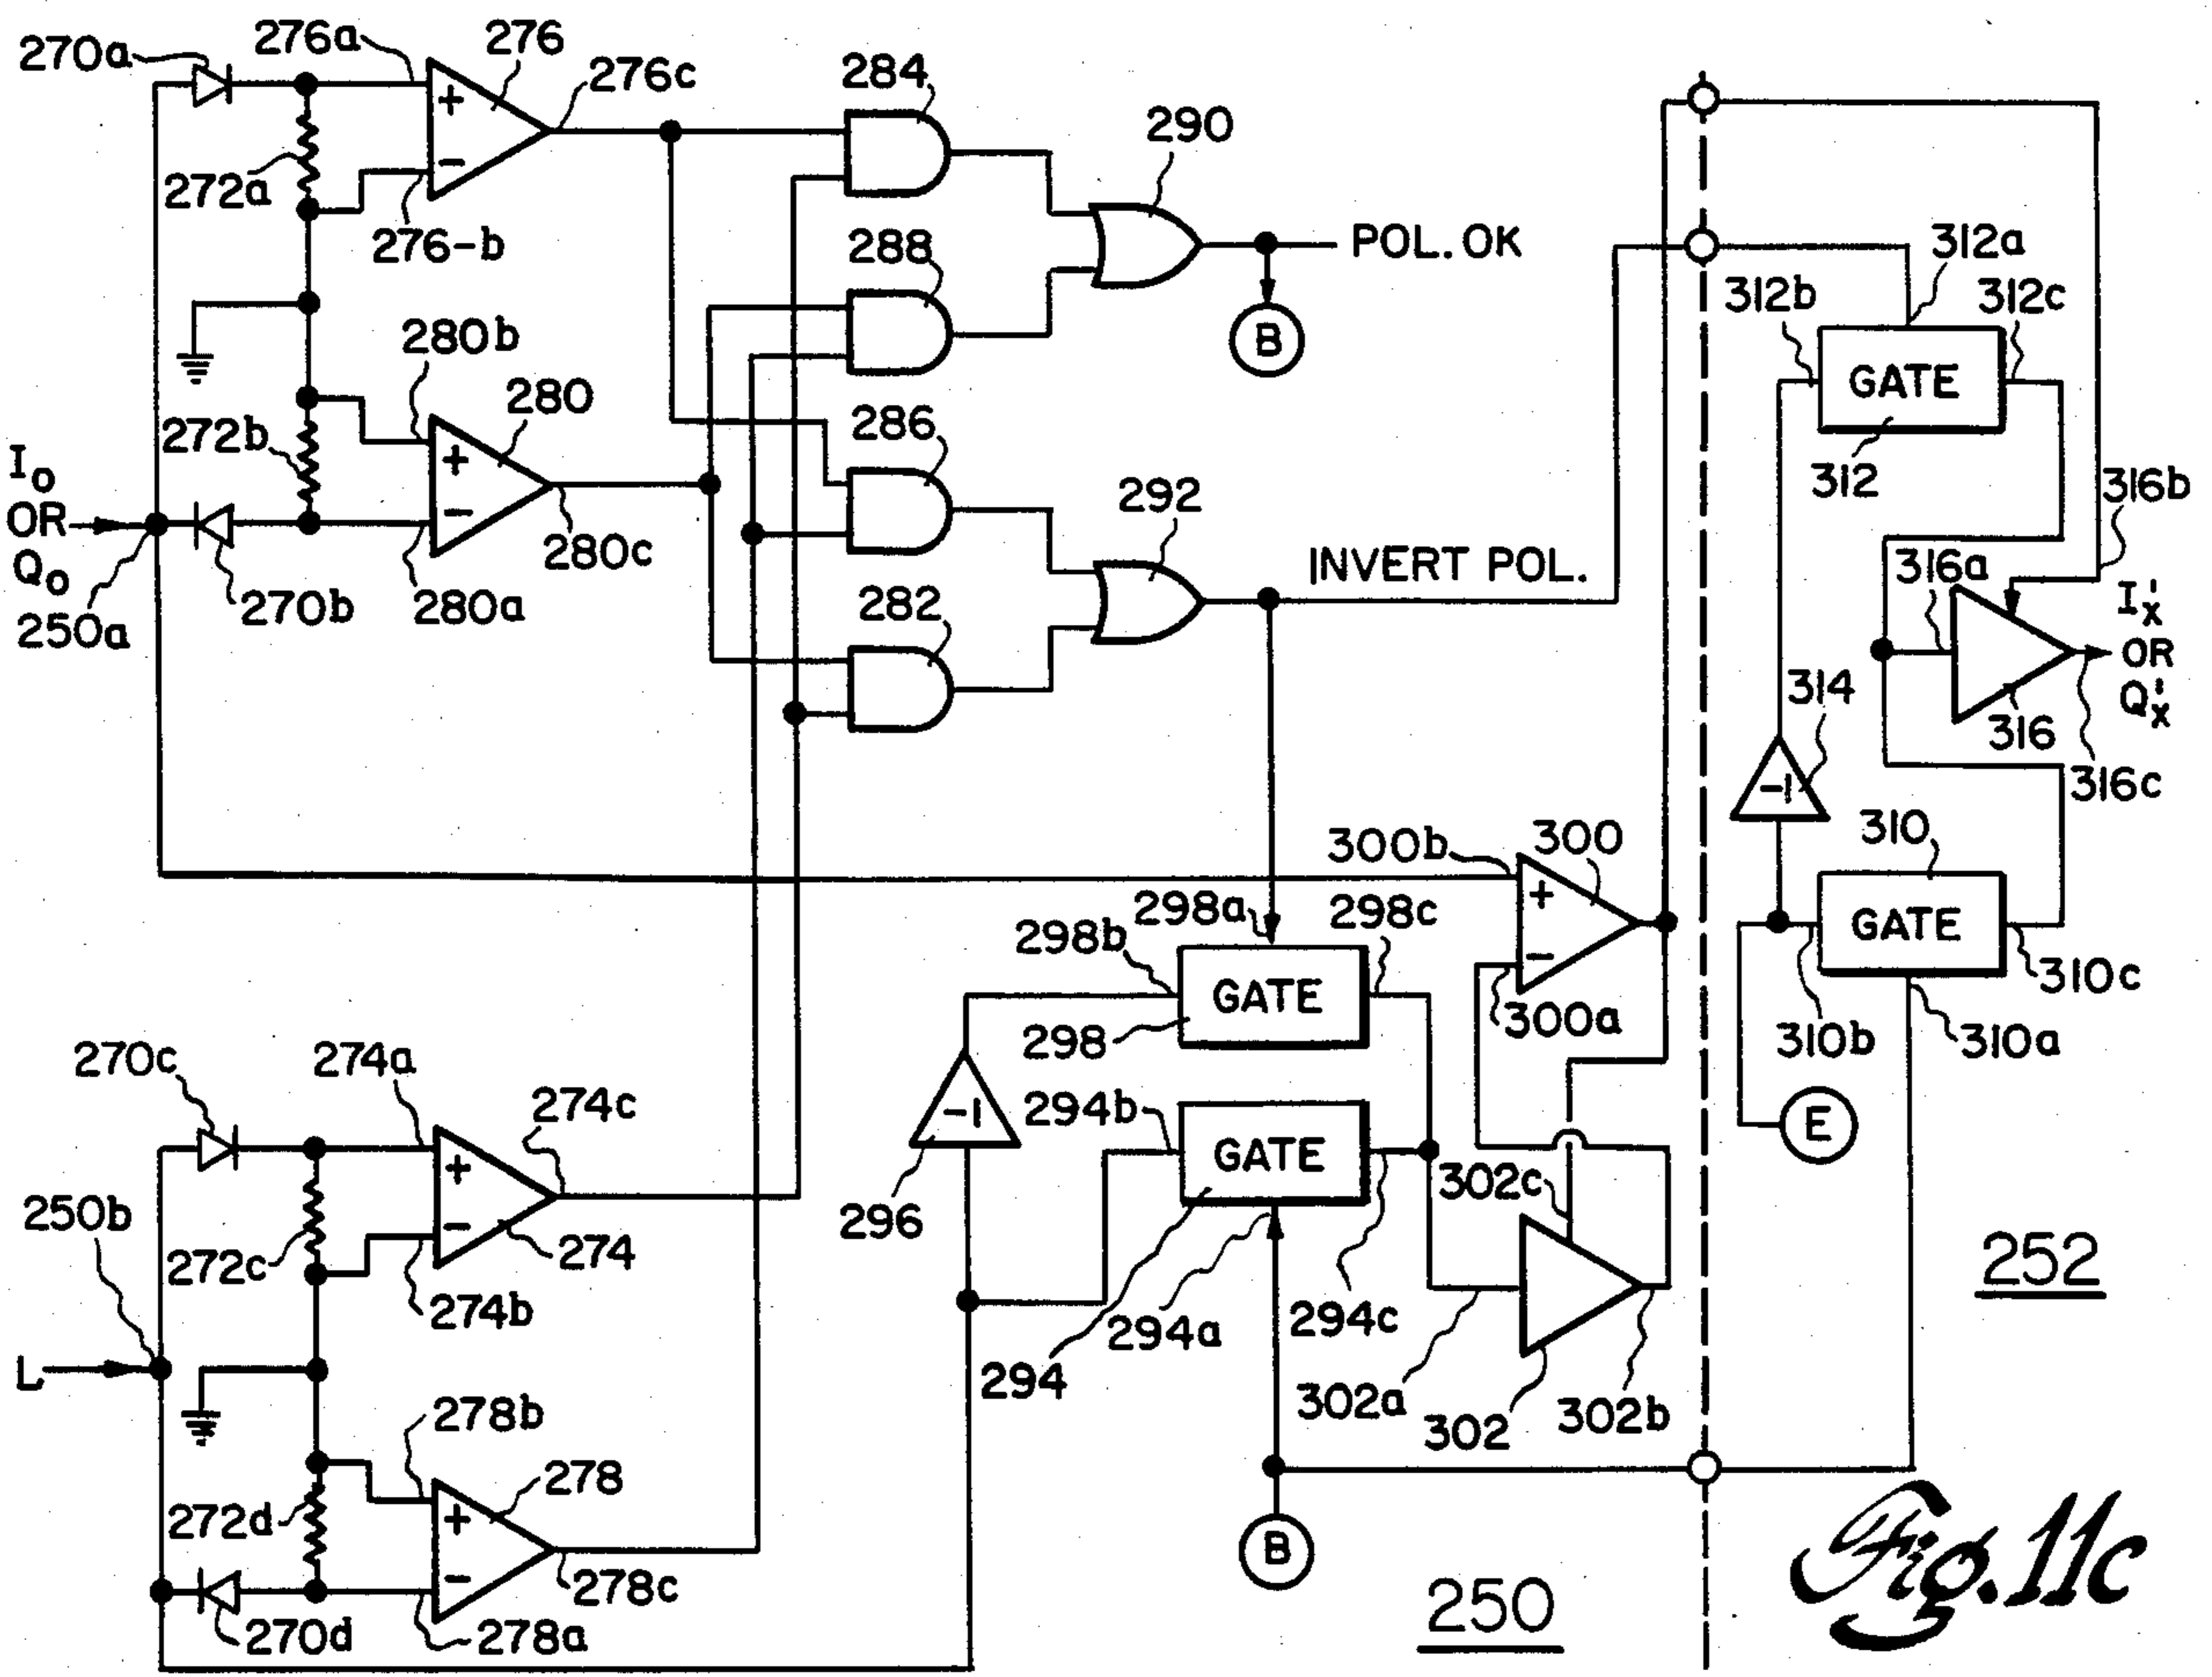 270a
276a
276
276c
284
290
272a
276-b
POL. OK
B
288
312a
312b
312c
GATE
312
280b
280
272b
286
I₀
OR
Q₀
250a
270b
280a
280c
292
INVERT POL.
282
316b
316a
I'x
OR
Q'x
316
316c
314
-1
310
GATE
310b
310c
310a
E
300b
300
300a
298a
298b
298c
GATE
298
270c
274a
274c
294b
GATE
-1
296
302c
250b
272c
274
274b
294a
294c
294
302a
302
302b
L
278b
278
272d
278c
270d
278a
B
250
252
Fig. 11c
+
−
+
−
+
−
+
−
+
−